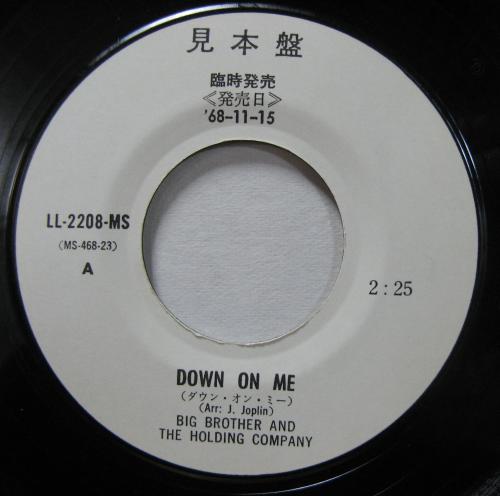 見本盤
臨時発売
≪発売日≫
'68-11-15
LL-2208-MS
(MS-468-23)
A
2:25
DOWN ON ME
(ダウン・オン・ミー)
(Arr: J. Joplin)
BIG BROTHER AND
THE HOLDING COMPANY